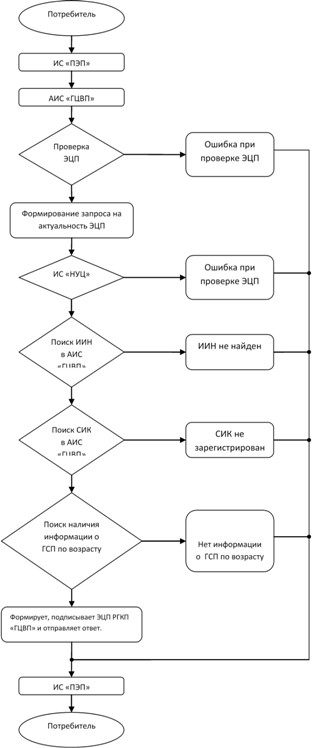 Потребитель
ИС «ПЭП»
АИС «ГЦВП»
Проверка
ЭЦП
Ошибка при
проверке ЭЦП
Формирование запроса на
актуальность ЭЦП
ИС «НУЦ»
Ошибка при
проверке ЭЦП
Поиск ИИН
в АИС
«ГЦВП»
ИИН не найден
Поиск СИК
в АИС
«ГЦВП»
СИК не
зарегистрирован
Поиск наличия
информации о
ГСП по возрасту
Нет информации
о ГСП по возрасту
Формирует, подписывает ЭЦП РГКП
«ГЦВП» и отправляет ответ.
ИС «ПЭП»
Потребитель